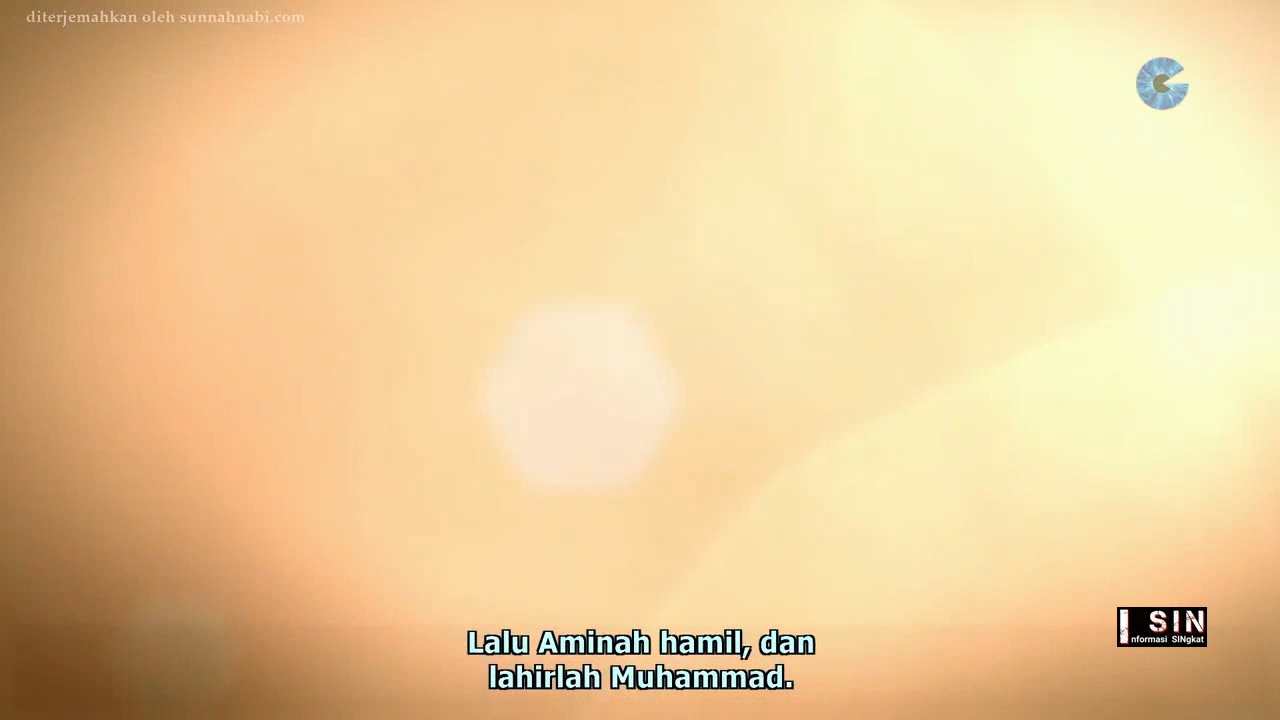 diterjemahkan oleh sunnahnabi.com
I SIN
nformasi SINgkat
Lalu Aminah hamil, dan
lahirlah Muhammad.